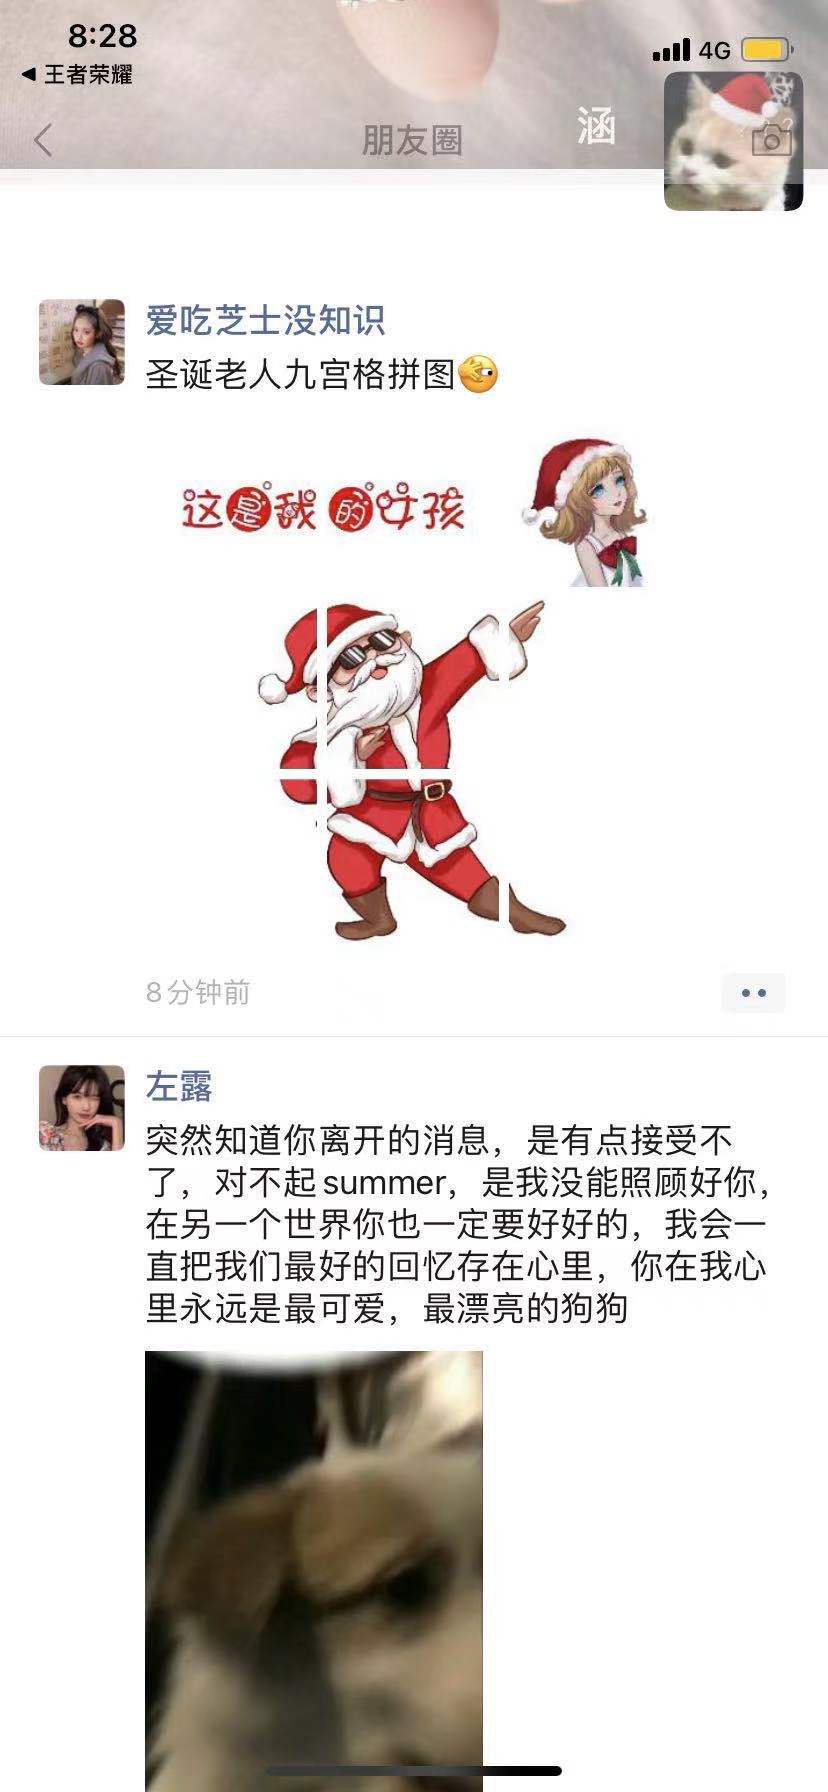 8:28
4G
◀ 王者荣耀
朋友圈
涵
爱吃芝士没知识
圣诞老人九宫格拼图
这是我的女孩
8分钟前
左露
突然知道你离开的消息，是有点接受不
了，对不起summer，是我没能照顾好你，
在另一个世界你也一定要好好的，我会一
直把我们最好的回忆存在心里，你在我心
里永远是最可爱，最漂亮的狗狗